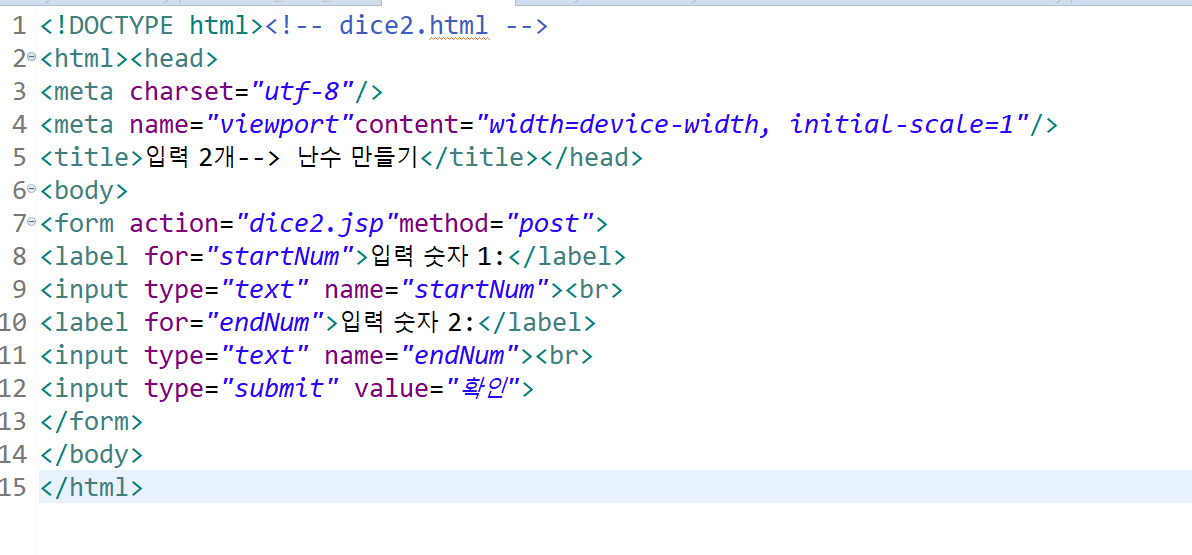 1 <!DOCTYPE html><!-- dice2.html -->
2 <html><head>
3 <meta charset="utf-8"/>
4 <meta name="viewport"content="width=device-width, initial-scale=1"/>
5 <title>입력 2개--> 난수 만들기</title></head>
6 <body>
7 <form action="dice2.jsp"method="post">
8 <label for="startNum">입력 숫자 1:</label>
9 <input type="text" name="startNum"><br>
10 <label for="endNum">입력 숫자 2:</label>
11 <input type="text" name="endNum"><br>
12 <input type="submit" value="확인">
13 </form>
14 </body>
15 </html>